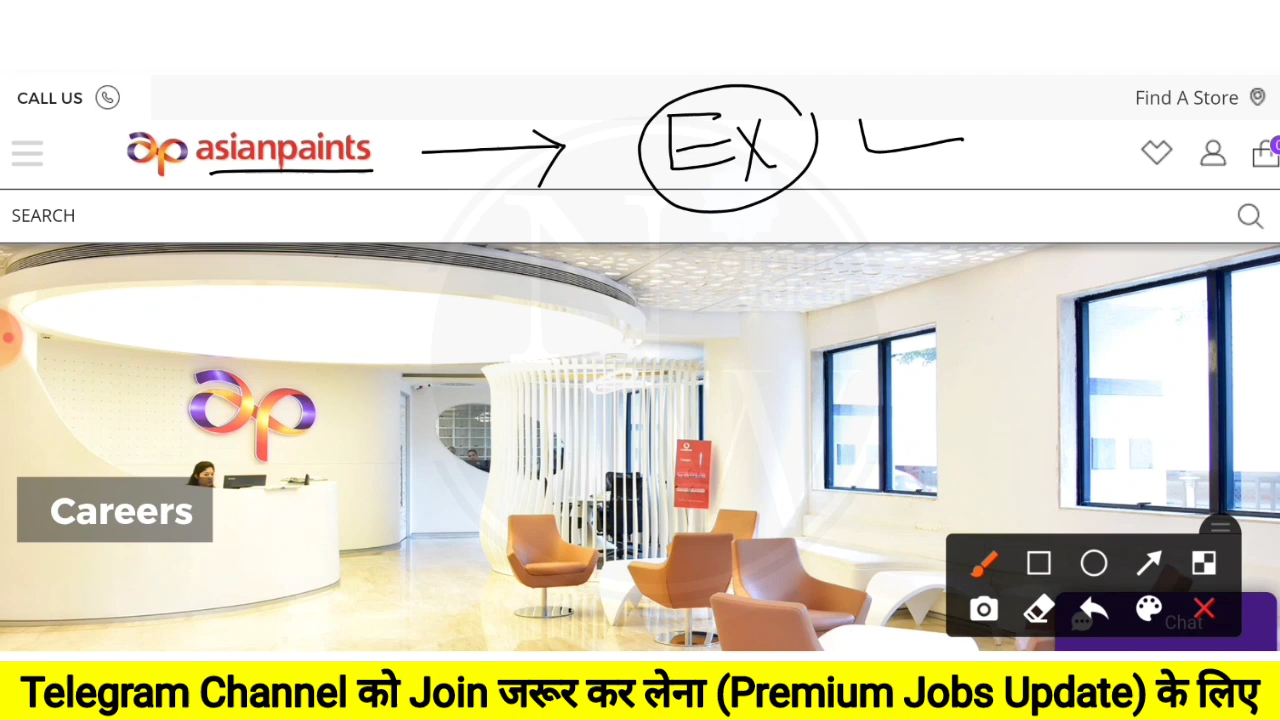 CALL US
Find A Store
asianpaints
EX
SEARCH
Careers
Chat
Telegram Channel को Join जरूर कर लेना (Premium Jobs Update) के लिए